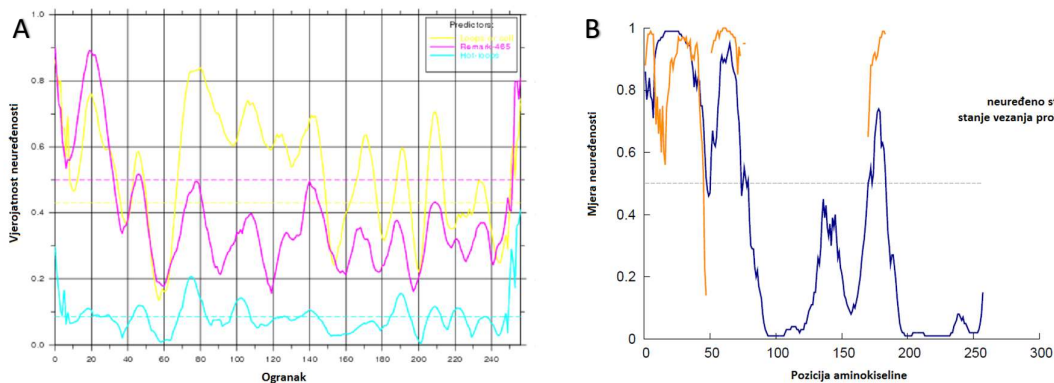 A
Vjerojatnost neuređenosti
1.0
0.8
0.6
0.4
0.2
0.0
Predictors:
Remark-465
Hot-loops
0 20 40 60 80 100 120 140 160 180 200 220 240
Ogranak
B
Mjera neuređenosti
1
0.8
0.6
0.4
0.2
0
0 50 100 150 200 250 300
Pozicija aminokiseline
neuređeno s
stanje vezanja pro